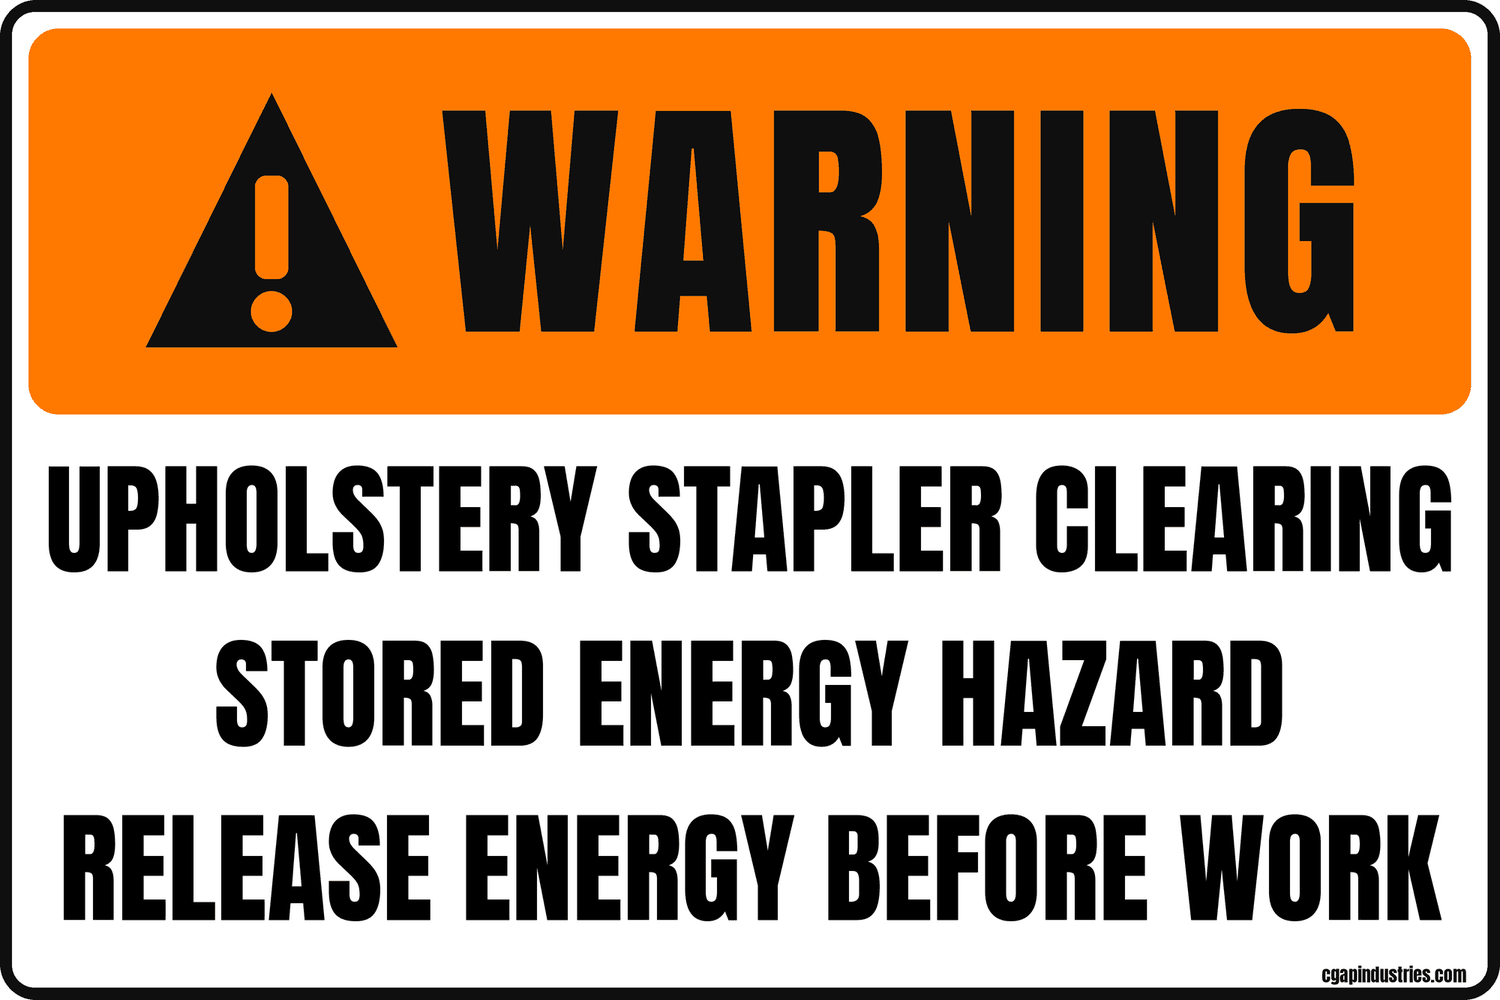 WARNING
UPHOLSTERY STAPLER CLEARING
STORED ENERGY HAZARD
RELEASE ENERGY BEFORE WORK
cgapindustries.com